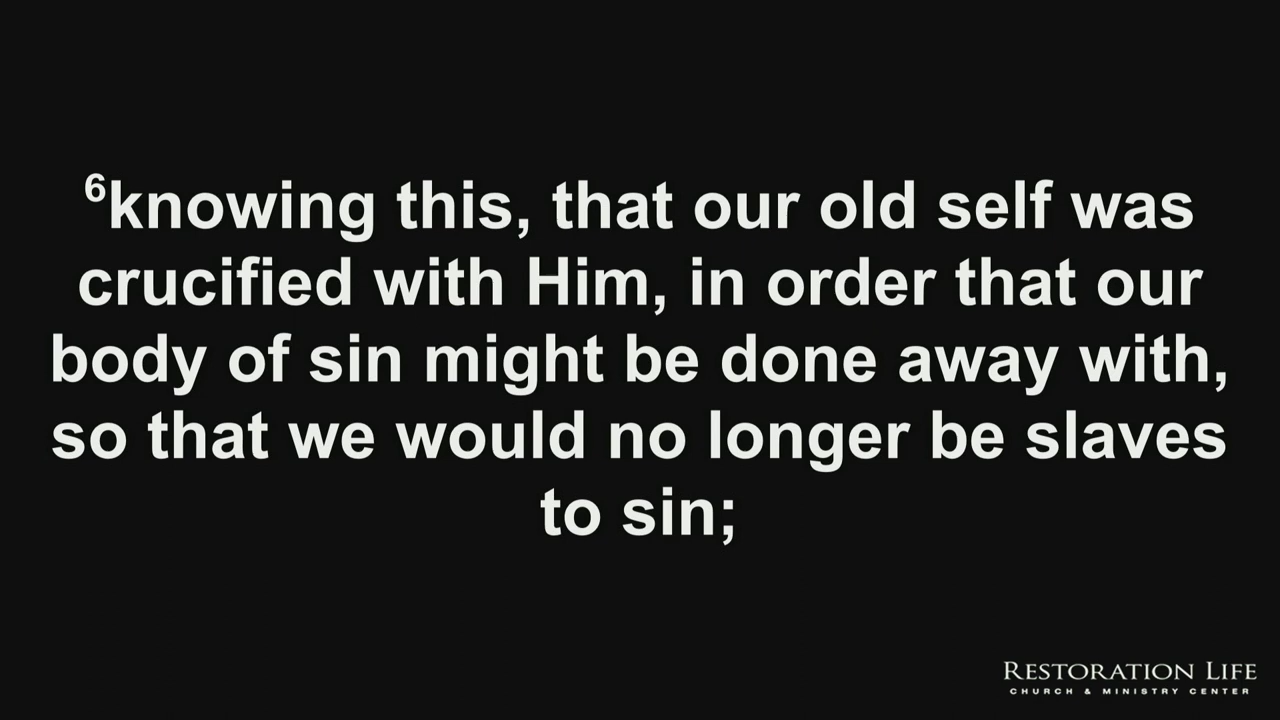 ⁶knowing this, that our old self was
crucified with Him, in order that our
body of sin might be done away with,
so that we would no longer be slaves
to sin;
RESTORATION LIFE
CHURCH & MINISTRY CENTER